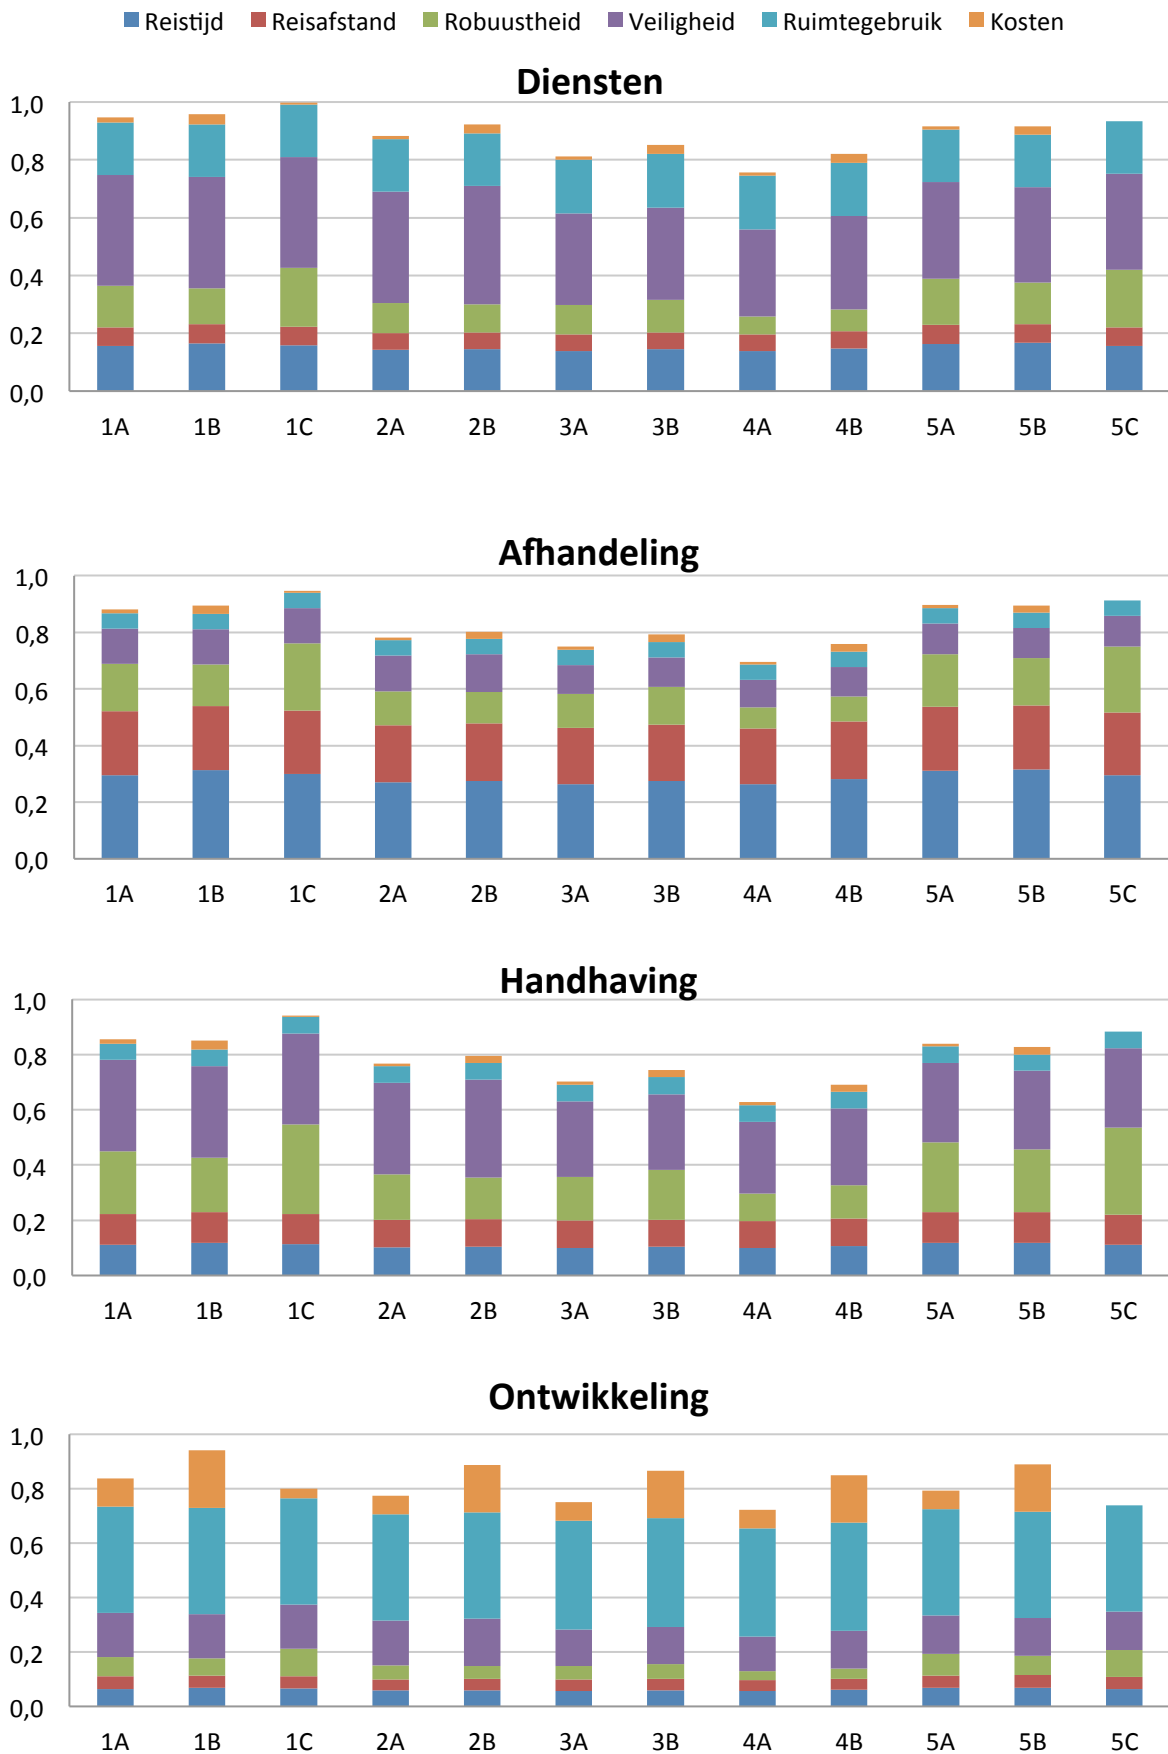 Reistijd Reisafstand Robuustheid Veiligheid Ruimtegebruik Kosten
Diensten
1,0
0,8
0,6
0,4
0,2
0,0
1A 1B 1C 2A 2B 3A 3B 4A 4B 5A 5B 5C
Afhandeling
1,0
0,8
0,6
0,4
0,2
0,0
1A 1B 1C 2A 2B 3A 3B 4A 4B 5A 5B 5C
Handhaving
1,0
0,8
0,6
0,4
0,2
0,0
1A 1B 1C 2A 2B 3A 3B 4A 4B 5A 5B 5C
Ontwikkeling
1,0
0,8
0,6
0,4
0,2
0,0
1A 1B 1C 2A 2B 3A 3B 4A 4B 5A 5B 5C